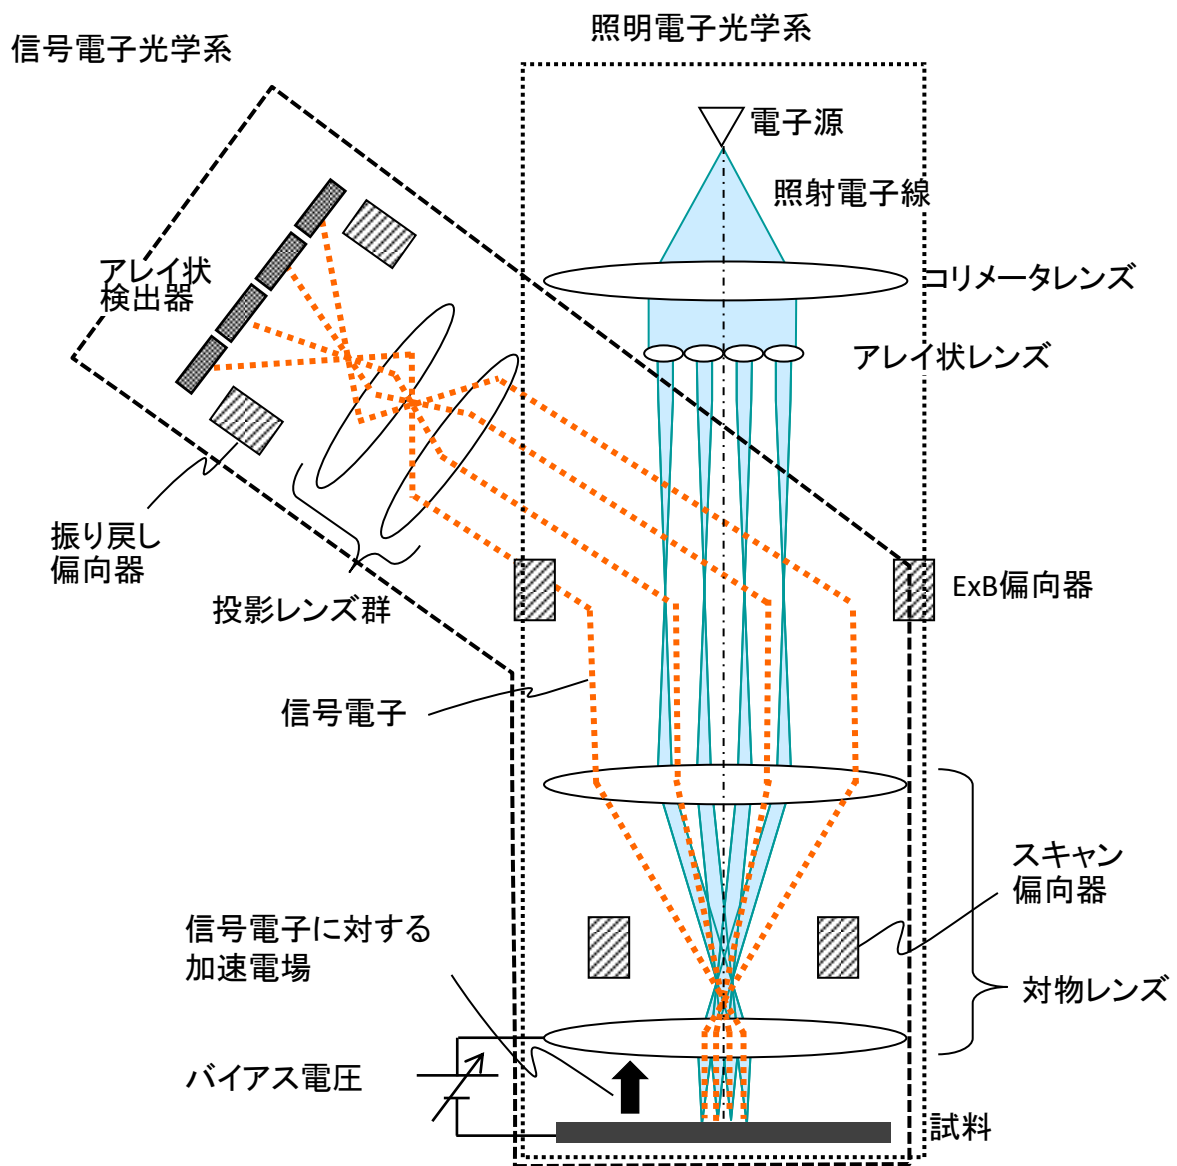 照明電子光学系
信号電子光学系
電子源
照射電子線
コリメータレンズ
アレイ状
検出器
アレイ状レンズ
振り戻し
偏向器
投影レンズ群
ExB偏向器
信号電子
スキャン
偏向器
信号電子に対する
加速電場
対物レンズ
バイアス電圧
試料